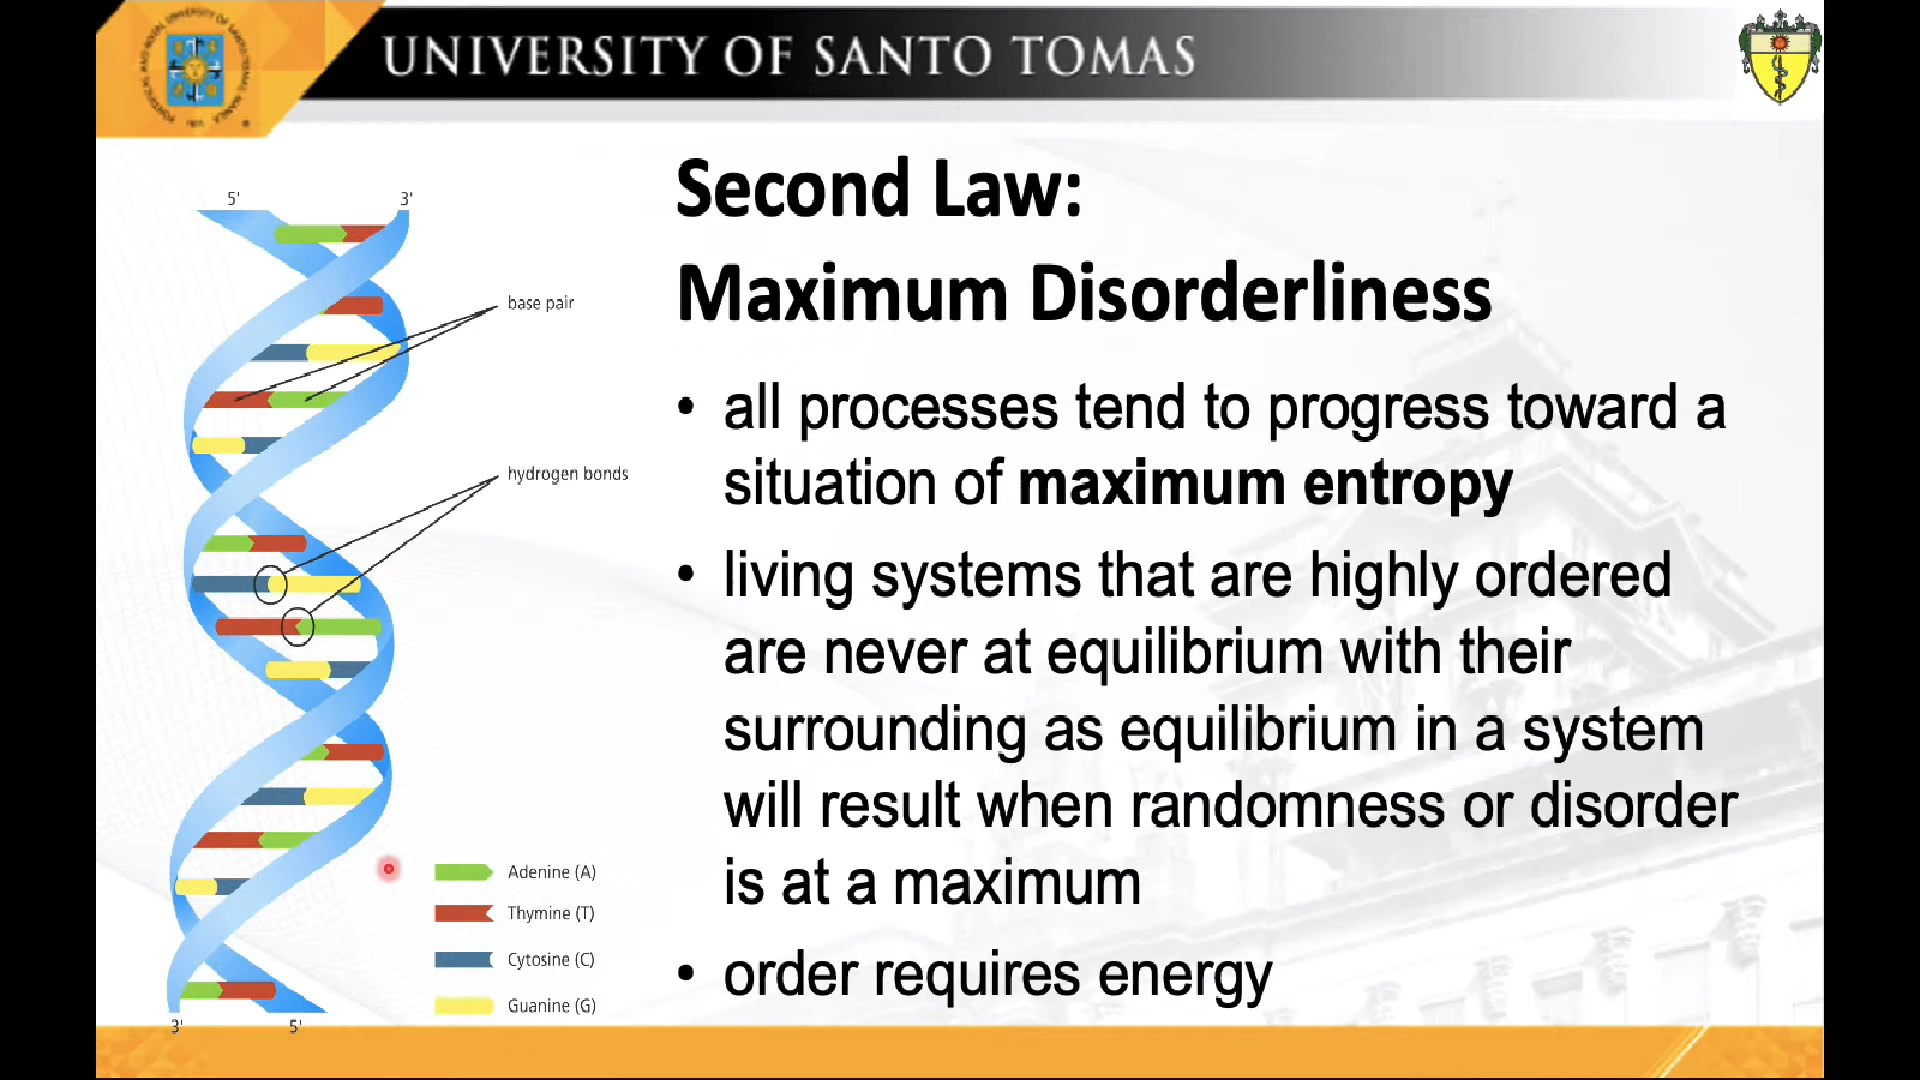 UNIVERSITY OF SANTO TOMAS
Second Law:
Maximum Disorderliness
• all processes tend to progress toward a
situation of maximum entropy
• living systems that are highly ordered
are never at equilibrium with their
surrounding as equilibrium in a system
will result when randomness or disorder
is at a maximum
• order requires energy
5' 3'
base pair
hydrogen bonds
Adenine (A)
Thymine (T)
Cytosine (C)
Guanine (G)
3' 5'